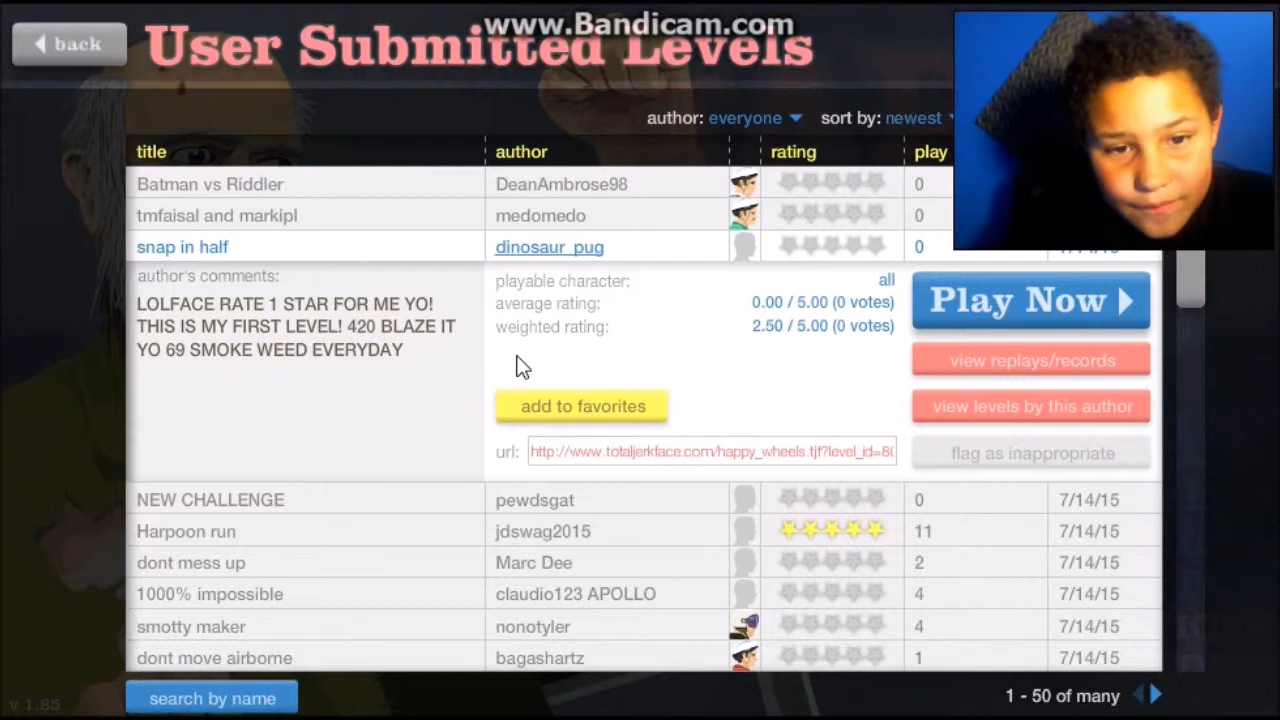 www.Bandicam.com
back
User Submitted Levels
author: everyone sort by: newest
title author rating play
Batman vs Riddler DeanAmbrose98 0
tmfaisal and markipl medomedo 0
snap in half dinosaur_pug 0 7/14/15
author's comments:
LOLFACE RATE 1 STAR FOR ME YO!
THIS IS MY FIRST LEVEL! 420 BLAZE IT
YO 69 SMOKE WEED EVERYDAY
playable character: all
average rating: 0.00 / 5.00 (0 votes)
weighted rating: 2.50 / 5.00 (0 votes)
Play Now
view replays/records
add to favorites
view levels by this author
url: http://www.totaljerkface.com/happy_wheels.tjf?level_id=8
flag as inappropriate
NEW CHALLENGE pewdsgat 0 7/14/15
Harpoon run jdswag2015 11 7/14/15
dont mess up Marc Dee 2 7/14/15
1000% impossible claudio123 APOLLO 4 7/14/15
smotty maker nonotyler 4 7/14/15
dont move airborne bagashartz 1 7/14/15
v 1.85
search by name
1 - 50 of many